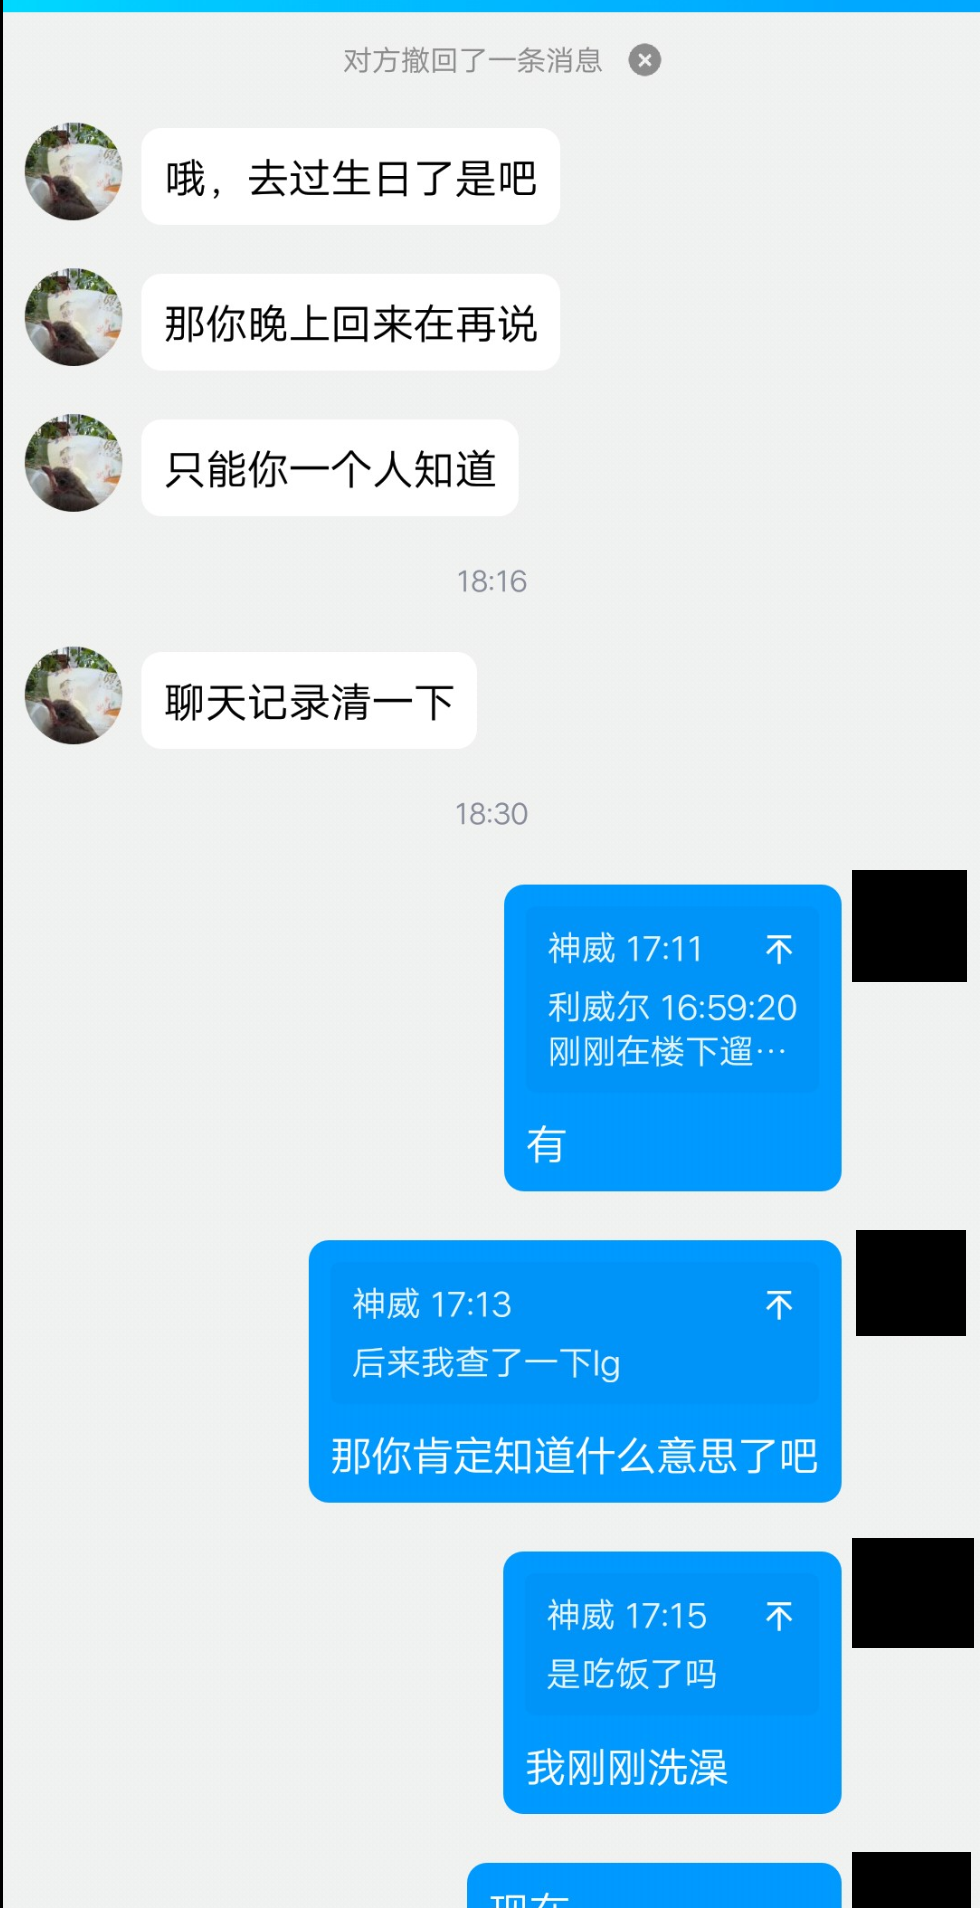 对方撤回了一条消息
哦，去过生日了是吧
那你晚上回来在再说
只能你一个人知道
18:16
聊天记录清一下
18:30
神威 17:11
利威尔 16:59:20
刚刚在楼下遛…
有
神威 17:13
后来我查了一下lg
那你肯定知道什么意思了吧
神威 17:15
是吃饭了吗
我刚刚洗澡
现在